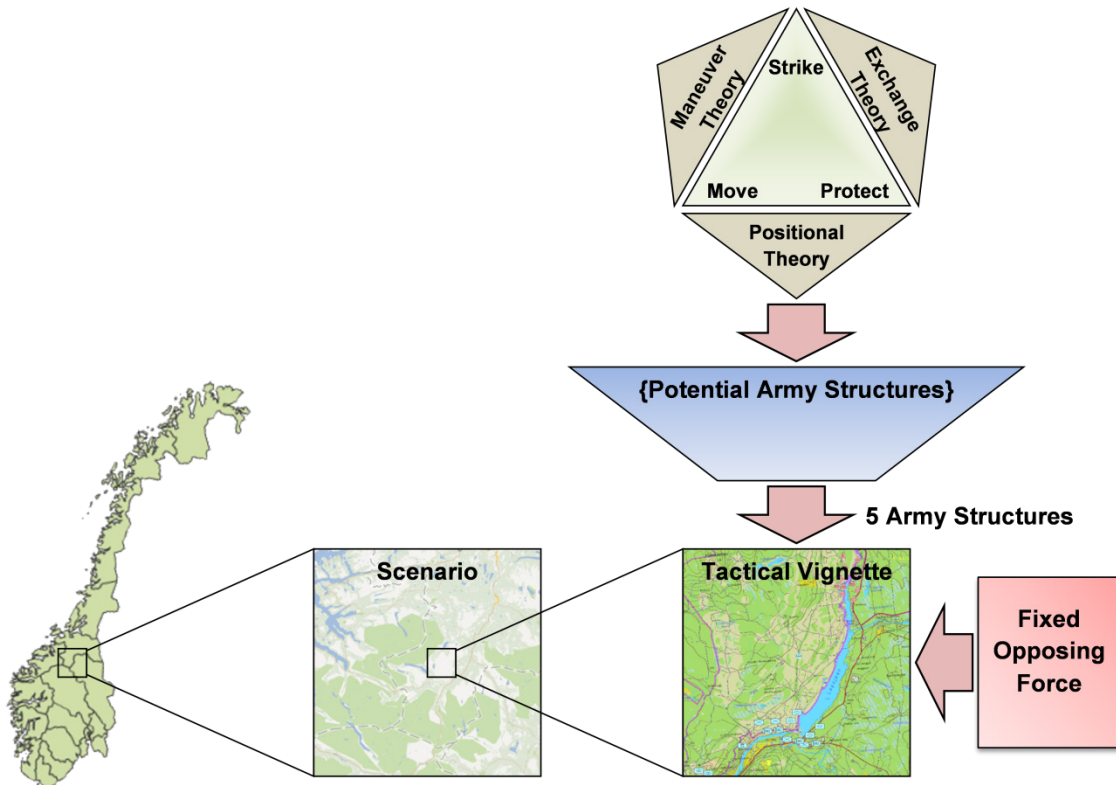 Maneuver
Theory
Strike
Exchange
Theory
Move
Protect
Positional
Theory
{Potential Army Structures}
5 Army Structures
Scenario
Tactical Vignette
Fixed
Opposing
Force